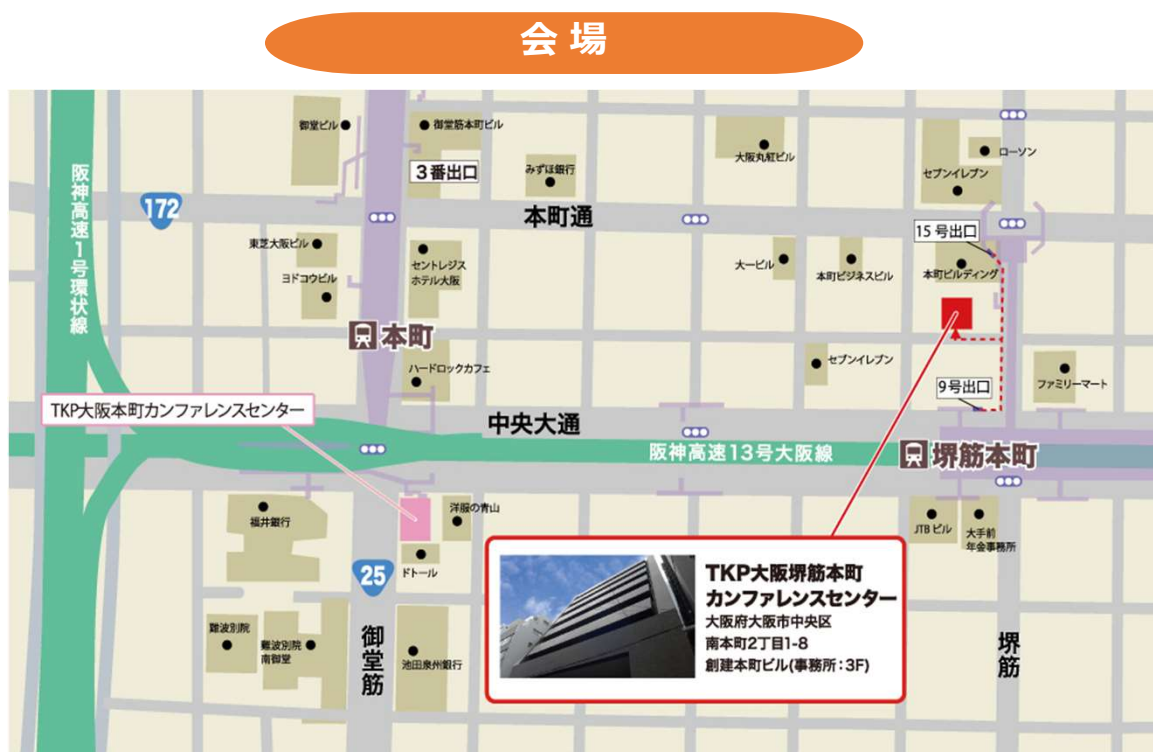 会場
御堂ビル
御堂筋本町ビル
3番出口
みずほ銀行
大阪丸紅ビル
ローソン
セブンイレブン
阪神高速1号環状線
172
本町通
15号出口
東芝大阪ビル
ヨドコウビル
セントレジス
ホテル大阪
大一ビル
本町ビジネスビル
本町ビルディング
本町
ハードロックカフェ
セブンイレブン
9号出口
ファミリーマート
TKP大阪本町カンファレンスセンター
中央大通
阪神高速13号大阪線
堺筋本町
福井銀行
洋服の青山
ドトール
JTBビル
大手前
年金事務所
25
難波別院
難波別院
南御堂
御堂筋
池田泉州銀行
TKP大阪堺筋本町
カンファレンスセンター
大阪府大阪市中央区
南本町2丁目1-8
創建本町ビル(事務所:3F)
堺筋